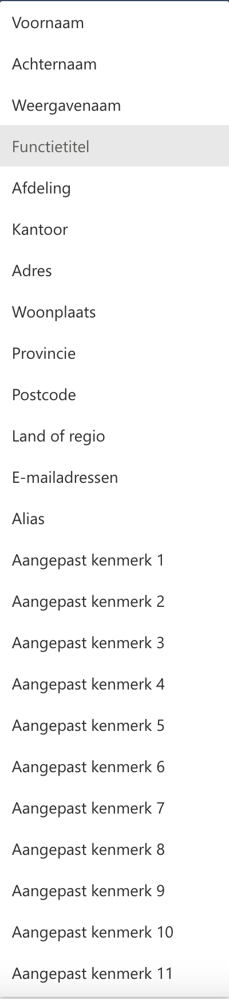 Voornaam
Achternaam
Weergavenaam
Functietitel
Afdeling
Kantoor
Adres
Woonplaats
Provincie
Postcode
Land of regio
E-mailadressen
Alias
Aangepast kenmerk 1
Aangepast kenmerk 2
Aangepast kenmerk 3
Aangepast kenmerk 4
Aangepast kenmerk 5
Aangepast kenmerk 6
Aangepast kenmerk 7
Aangepast kenmerk 8
Aangepast kenmerk 9
Aangepast kenmerk 10
Aangepast kenmerk 11